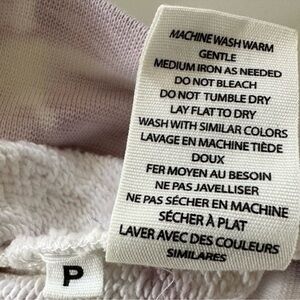 MACHINE WASH WARM
GENTLE
MEDIUM IRON AS NEEDED
DO NOT BLEACH
DO NOT TUMBLE DRY
LAY FLAT TO DRY
WASH WITH SIMILAR COLORS
LAVAGE EN MACHINE TIÈDE
DOUX
FER MOYEN AU BESOIN
NE PAS JAVELLISER
NE PAS SÉCHER EN MACHINE
SÉCHER À PLAT
LAVER AVEC DES COULEURS
SIMILAIRES
P